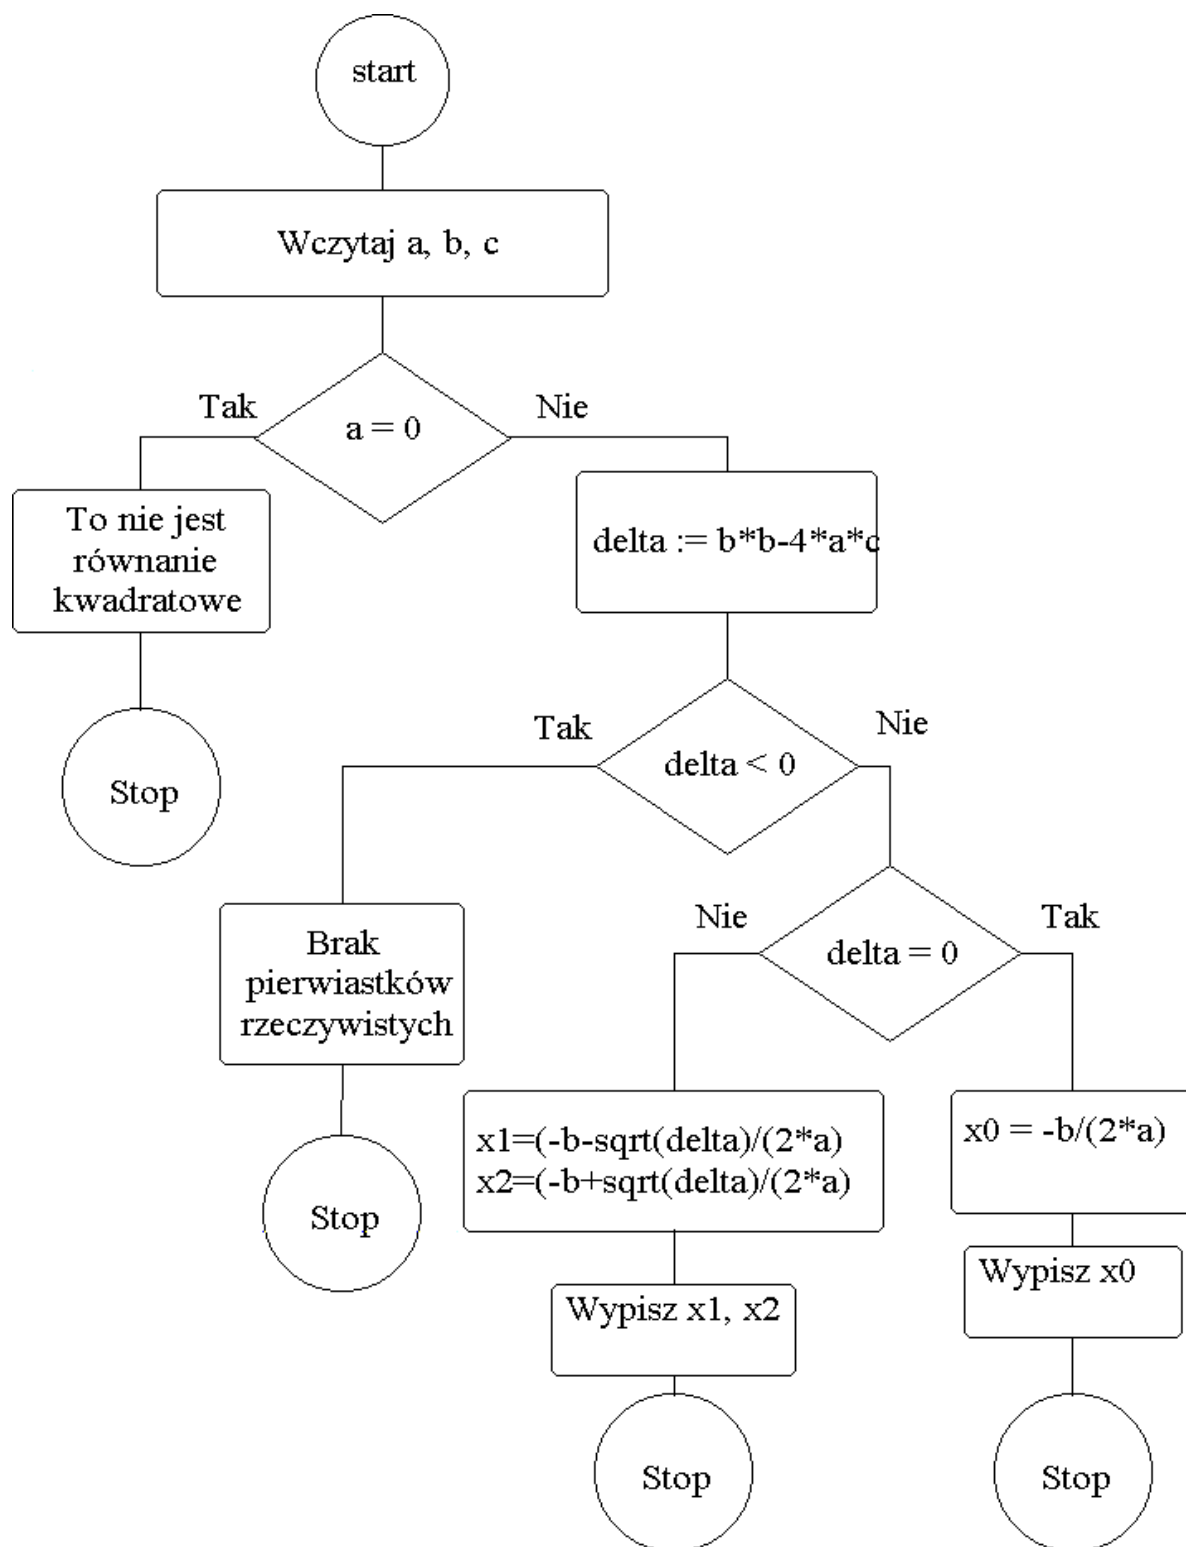 start
Wczytaj a, b, c
Tak
Nie
a = 0
To nie jest
równanie
kwadratowe
delta := b*b-4*a*c
Stop
Tak
Nie
delta < 0
Brak
pierwiastków
rzeczywistych
Nie
Tak
delta = 0
Stop
x1=(-b-sqrt(delta)/(2*a)
x2=(-b+sqrt(delta)/(2*a)
x0 = -b/(2*a)
Wypisz x1, x2
Wypisz x0
Stop
Stop